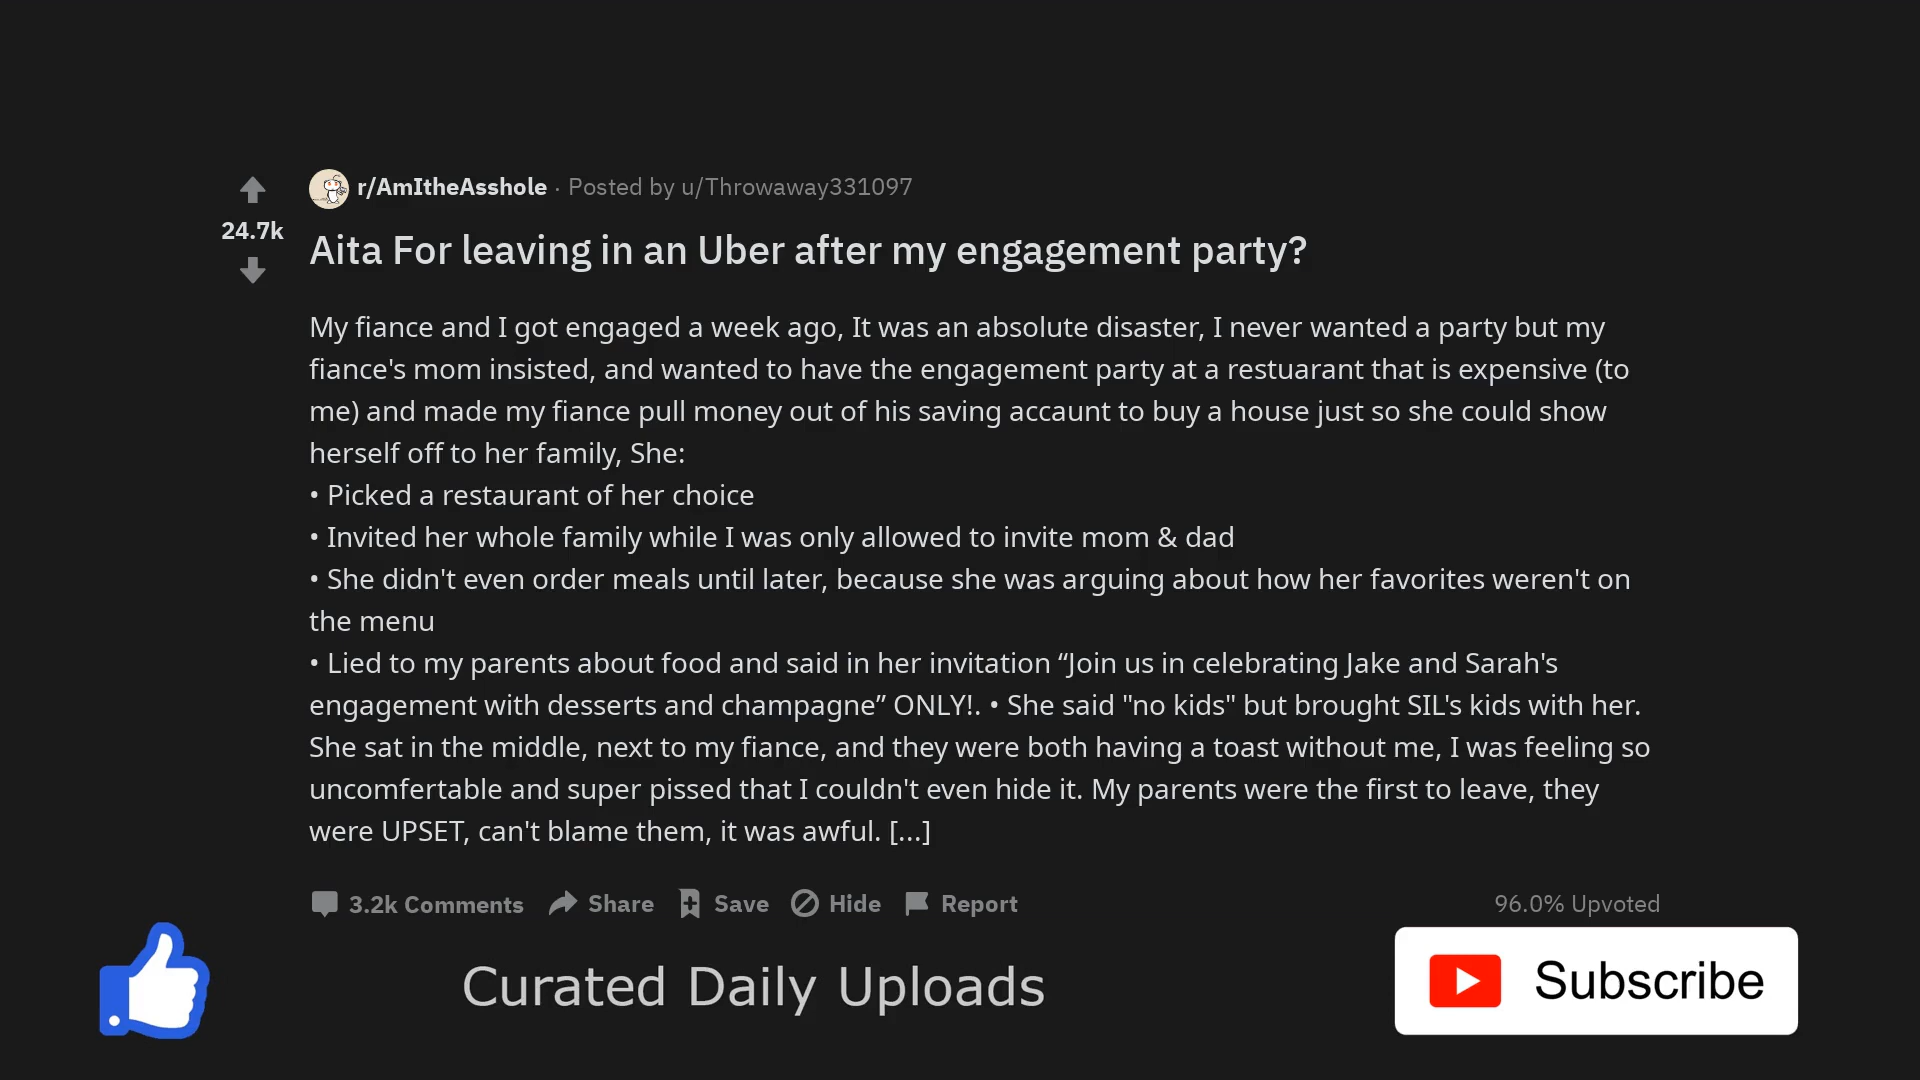 r/AmItheAsshole · Posted by u/Throwaway331097
24.7k
Aita For leaving in an Uber after my engagement party?
My fiance and I got engaged a week ago, It was an absolute disaster, I never wanted a party but my
fiance's mom insisted, and wanted to have the engagement party at a restuarant that is expensive (to
me) and made my fiance pull money out of his saving accaunt to buy a house just so she could show
herself off to her family, She:
• Picked a restaurant of her choice
• Invited her whole family while I was only allowed to invite mom & dad
• She didn't even order meals until later, because she was arguing about how her favorites weren't on
the menu
• Lied to my parents about food and said in her invitation “Join us in celebrating Jake and Sarah's
engagement with desserts and champagne” ONLY!. • She said "no kids" but brought SIL's kids with her.
She sat in the middle, next to my fiance, and they were both having a toast without me, I was feeling so
uncomfertable and super pissed that I couldn't even hide it. My parents were the first to leave, they
were UPSET, can't blame them, it was awful. [...]
3.2k Comments Share Save Hide Report 96.0% Upvoted
Curated Daily Uploads
Subscribe